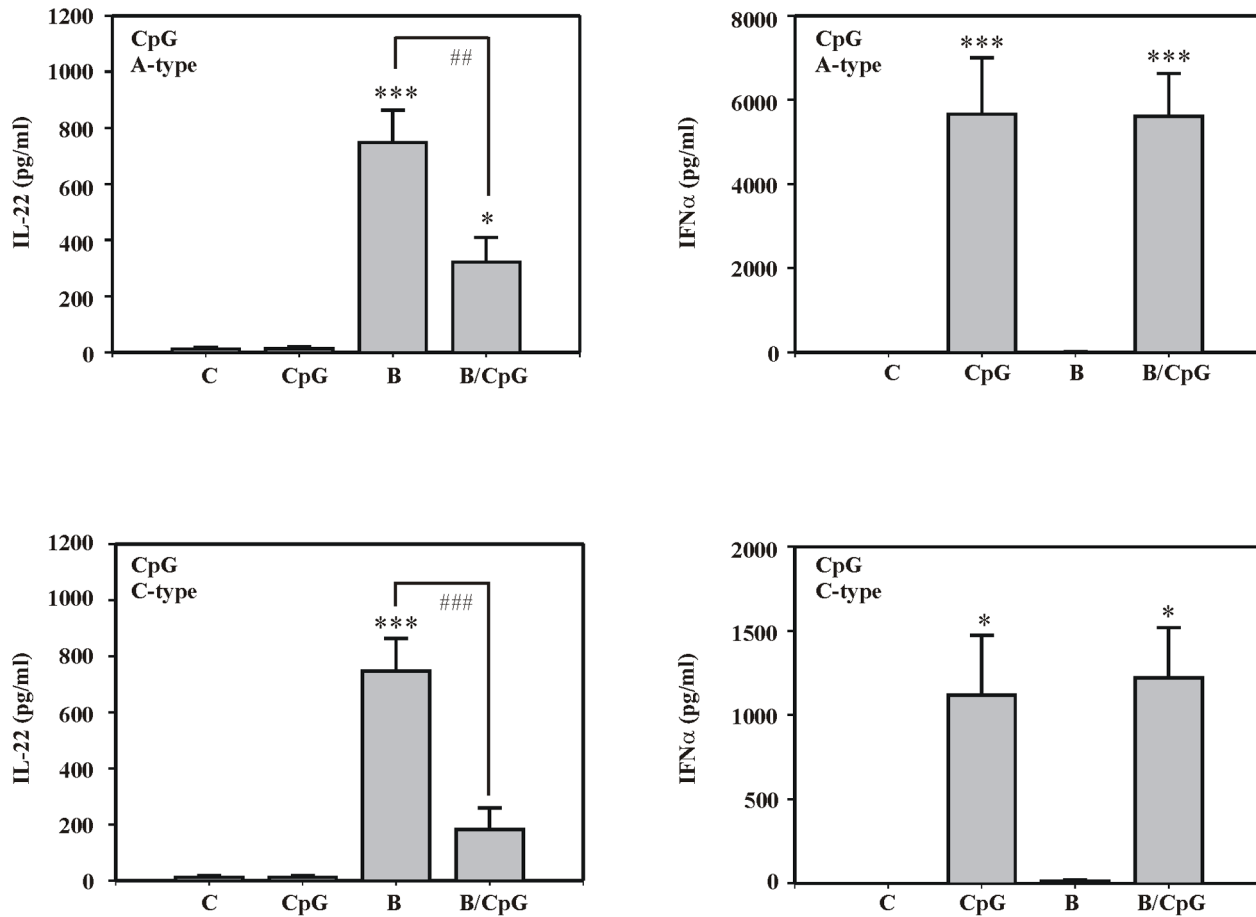 1200
1000
800
600
400
200
0
IL-22 (pg/ml)
CpG
A-type
##
***
*
C CpG B B/CpG
8000
6000
4000
2000
0
IFNα (pg/ml)
CpG
A-type
***
***
C CpG B B/CpG
1200
1000
800
600
400
200
0
IL-22 (pg/ml)
CpG
C-type
###
***
C CpG B B/CpG
2000
1500
1000
500
0
IFNα (pg/ml)
CpG
C-type
*
*
C CpG B B/CpG